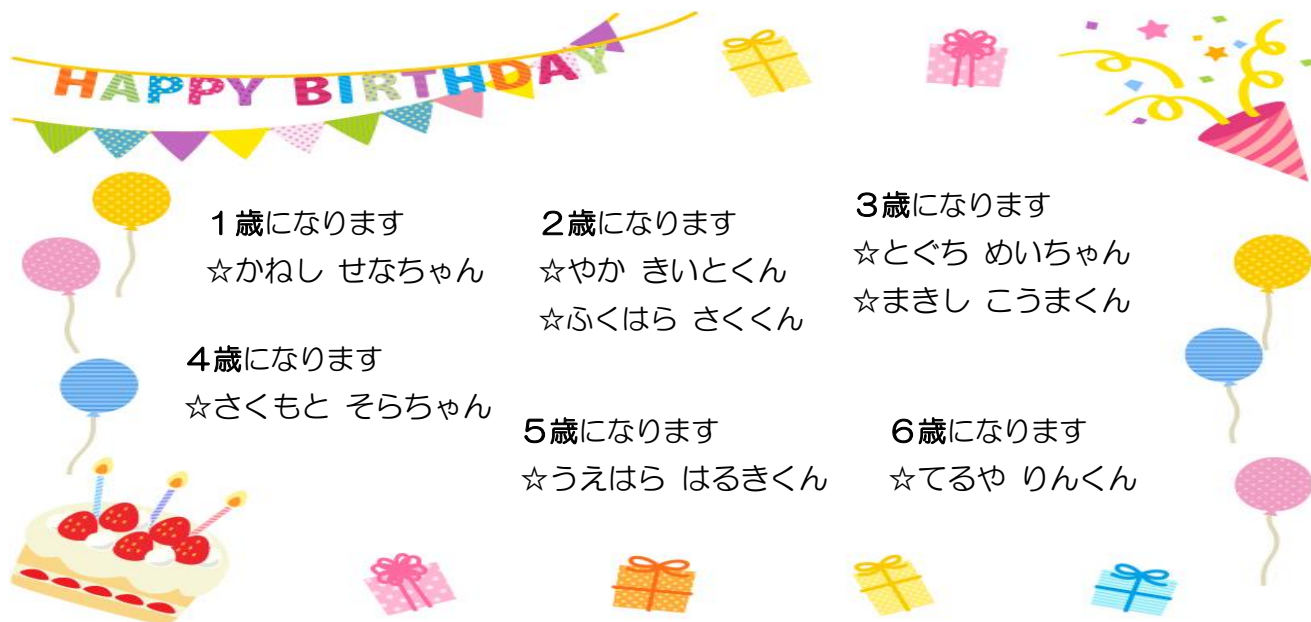 HAPPY BIRTHDAY
１歳になります
☆かねし せなちゃん
２歳になります
☆やか きいとくん
☆ふくはら さくくん
３歳になります
☆とぐち めいちゃん
☆まきし こうまくん
４歳になります
☆さくもと そらちゃん
５歳になります
☆うえはら はるきくん
６歳になります
☆てるや りんくん